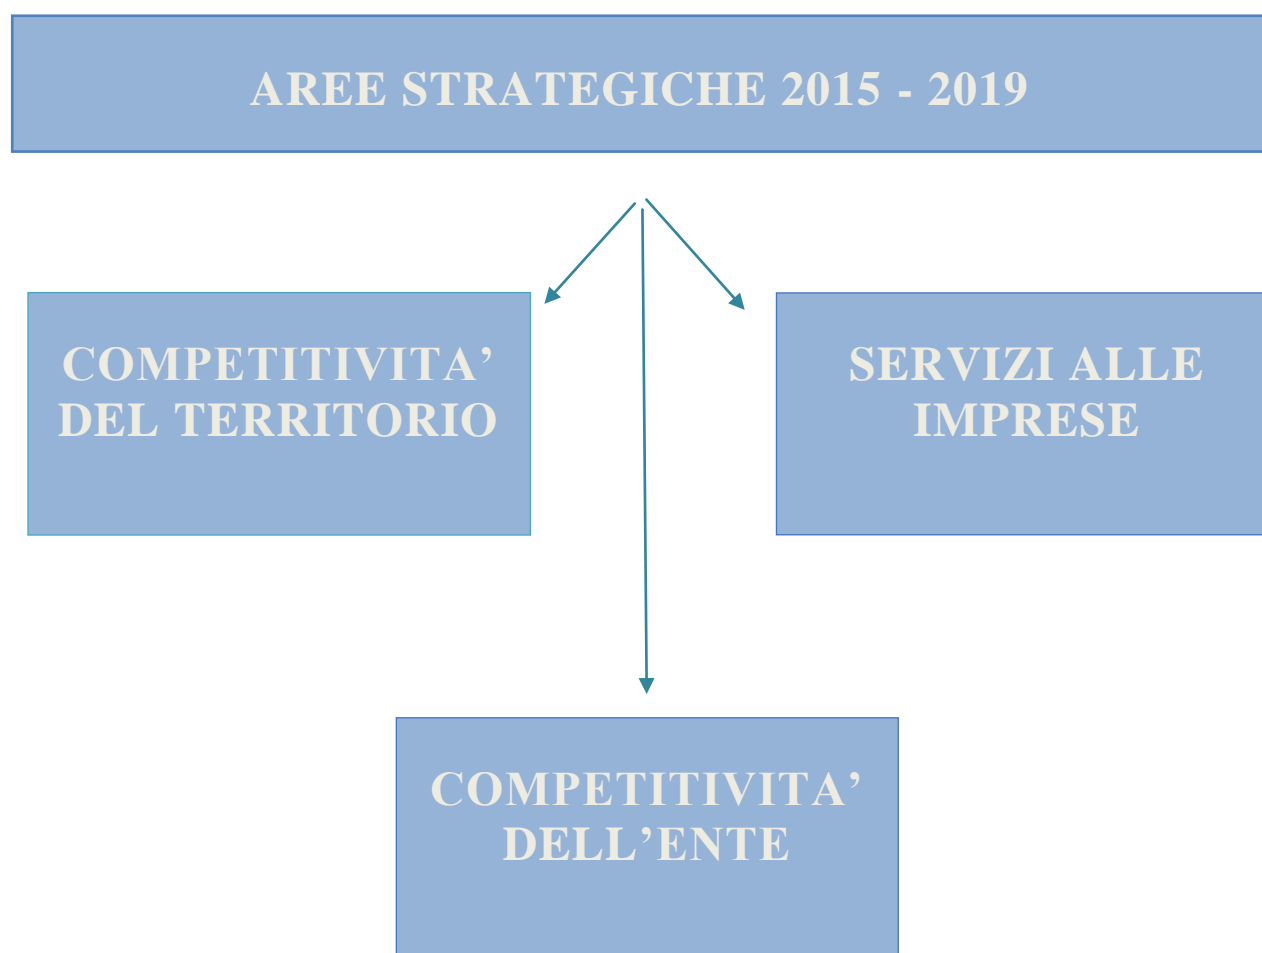 AREE STRATEGICHE 2015 - 2019
COMPETITIVITA’
DEL TERRITORIO
SERVIZI ALLE
IMPRESE
COMPETITIVITA’
DELL’ENTE